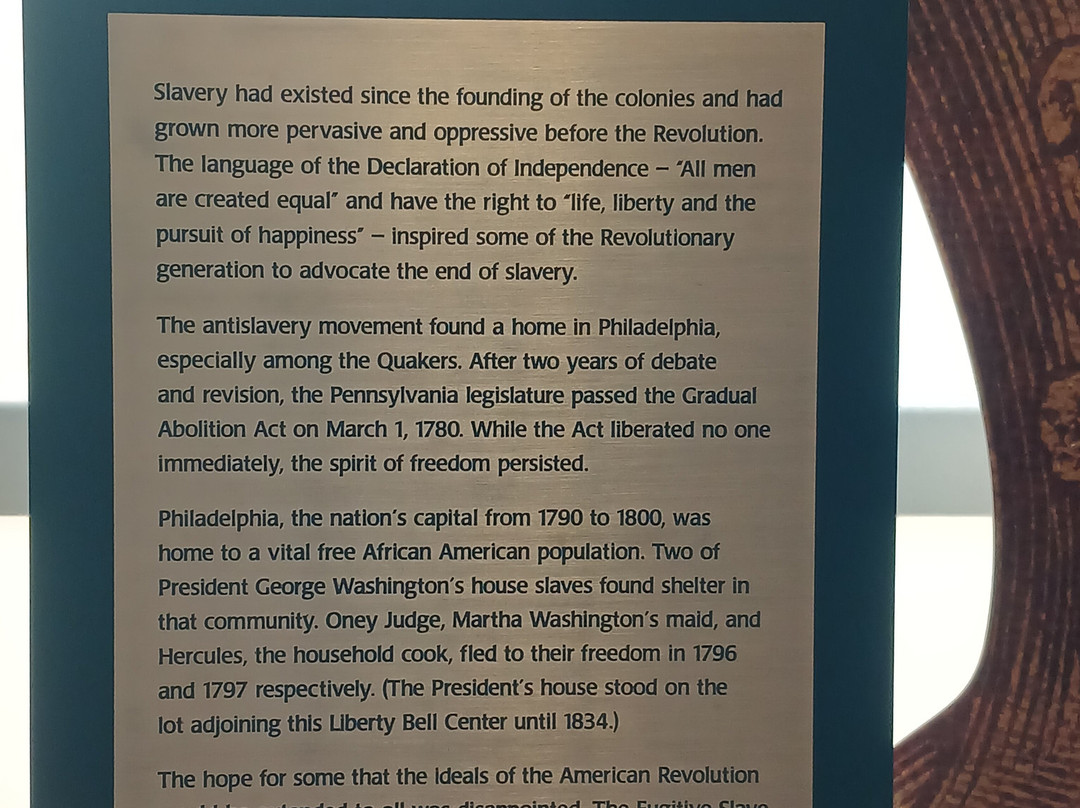 Slavery had existed since the founding of the colonies and had
grown more pervasive and oppressive before the Revolution.
The language of the Declaration of Independence – “All men
are created equal” and have the right to “life, liberty and the
pursuit of happiness” – inspired some of the Revolutionary
generation to advocate the end of slavery.
The antislavery movement found a home in Philadelphia,
especially among the Quakers. After two years of debate
and revision, the Pennsylvania legislature passed the Gradual
Abolition Act on March 1, 1780. While the Act liberated no one
immediately, the spirit of freedom persisted.
Philadelphia, the nation’s capital from 1790 to 1800, was
home to a vital free African American population. Two of
President George Washington’s house slaves found shelter in
that community. Oney Judge, Martha Washington’s maid, and
Hercules, the household cook, fled to their freedom in 1796
and 1797 respectively. (The President’s house stood on the
lot adjoining this Liberty Bell Center until 1834.)
The hope for some that the ideals of the American Revolution
to all was disappointed. The Fugitive Slave